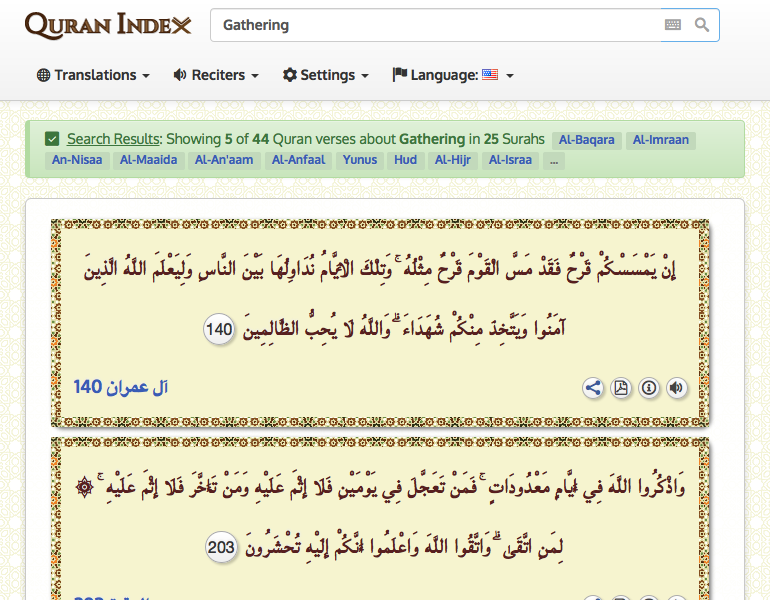 QURAN INDEX
Gathering
Translations Reciters Settings Language:
Search Results: Showing 5 of 44 Quran verses about Gathering in 25 Surahs Al-Baqara Al-Imraan
An-Nisaa Al-Maaida Al-An'aam Al-Anfaal Yunus Hud Al-Hijr Al-Israa ...
إِنْ يَمْسَسْكُمْ قَرْحٌ فَقَدْ مَسَّ الْقَوْمَ قَرْحٌ مِثْلُهُ ۚ وَتِلْكَ الْأَيَّامُ نُدَاوِلُهَا بَيْنَ النَّاسِ وَلِيَعْلَمَ اللَّهُ الَّذِينَ
آمَنُوا وَيَتَّخِذَ مِنْكُمْ شُهَدَاءَ ۗ وَاللَّهُ لَا يُحِبُّ الظَّالِمِينَ 140
آل عمران 140
وَاذْكُرُوا اللَّهَ فِي أَيَّامٍ مَعْدُودَاتٍ ۚ فَمَنْ تَعَجَّلَ فِي يَوْمَيْنِ فَلَا إِثْمَ عَلَيْهِ وَمَنْ تَأَخَّرَ فَلَا إِثْمَ عَلَيْهِ ۚ ۞
لِمَنِ اتَّقَى ۗ وَاتَّقُوا اللَّهَ وَاعْلَمُوا أَنَّكُمْ إِلَيْهِ تُحْشَرُونَ 203